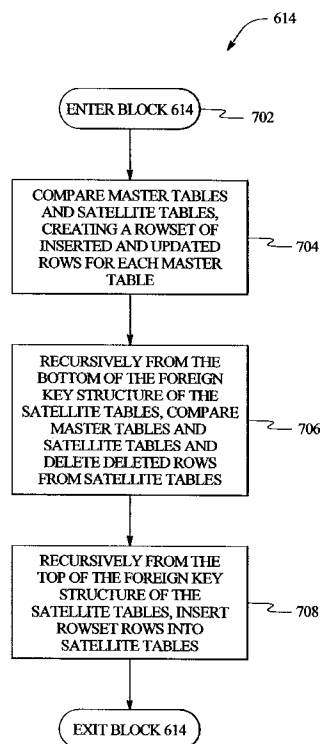 614
ENTER BLOCK 614
702
COMPARE MASTER TABLES
AND SATELLITE TABLES,
CREATING A ROWSET OF
INSERTED AND UPDATED
ROWS FOR EACH MASTER
TABLE
704
RECURSIVELY FROM THE
BOTTOM OF THE FOREIGN
KEY STRUCTURE OF THE
SATELLITE TABLES, COMPARE
MASTER TABLES AND
SATELLITE TABLES AND
DELETE DELETED ROWS
FROM SATELLITE TABLES
706
RECURSIVELY FROM THE
TOP OF THE FOREIGN KEY
STRUCTURE OF THE
SATELLITE TABLES, INSERT
ROWSET ROWS INTO
SATELLITE TABLES
708
EXIT BLOCK 614